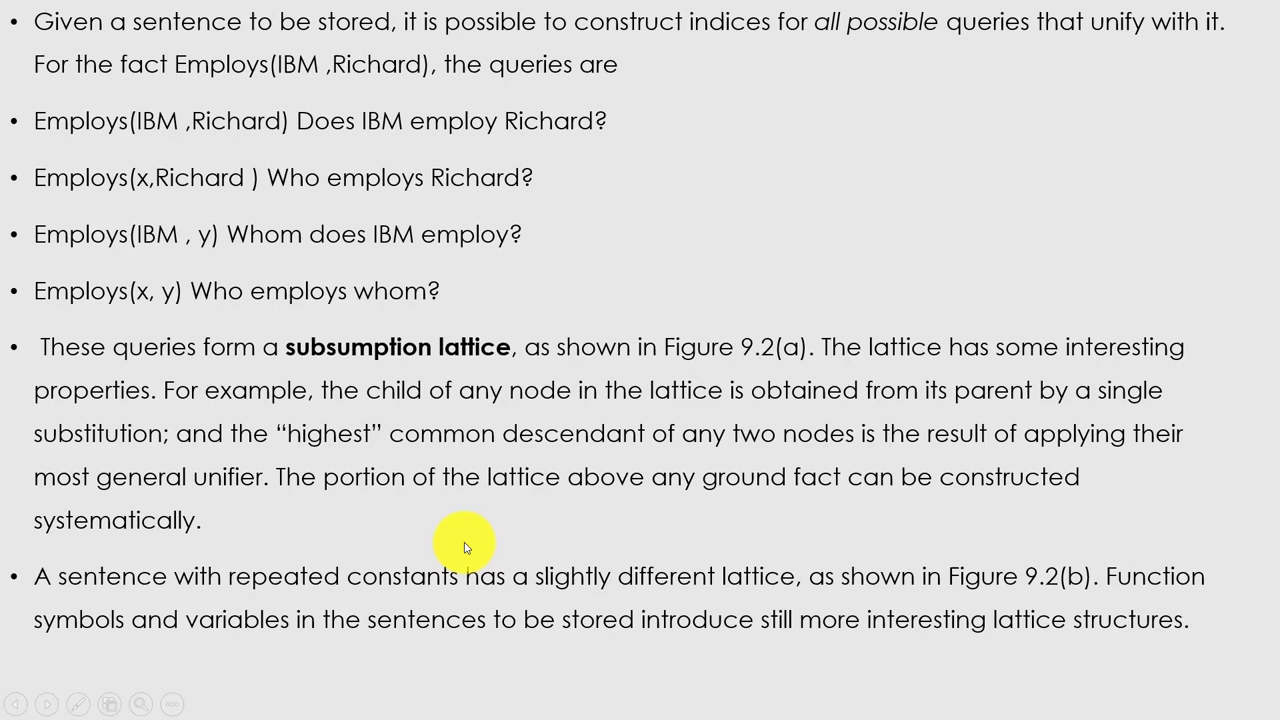 • Given a sentence to be stored, it is possible to construct indices for all possible queries that unify with it.
For the fact Employs(IBM ,Richard), the queries are
• Employs(IBM ,Richard) Does IBM employ Richard?
• Employs(x,Richard ) Who employs Richard?
• Employs(IBM , y) Whom does IBM employ?
• Employs(x, y) Who employs whom?
• These queries form a subsumption lattice, as shown in Figure 9.2(a). The lattice has some interesting
properties. For example, the child of any node in the lattice is obtained from its parent by a single
substitution; and the “highest” common descendant of any two nodes is the result of applying their
most general unifier. The portion of the lattice above any ground fact can be constructed
systematically.
• A sentence with repeated constants has a slightly different lattice, as shown in Figure 9.2(b). Function
symbols and variables in the sentences to be stored introduce still more interesting lattice structures.